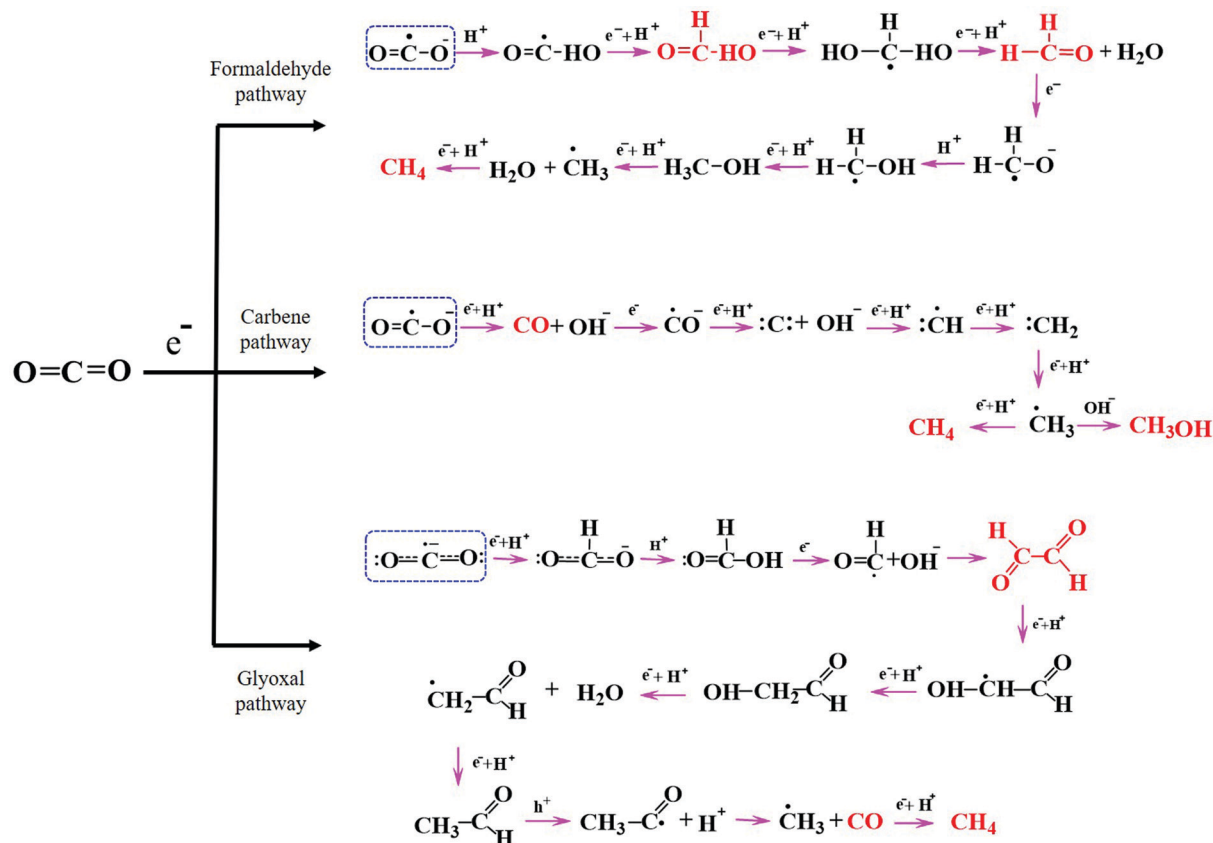 O=Ċ-O⁻ H⁺ O=Ċ-HO e⁻+H⁺ H O=C-HO e⁻+H⁺ H HO-C-HO e⁻+H⁺ H H-C=O + H₂O
Formaldehyde
pathway
e⁻
CH₄ e⁻+H⁺ H₂O + ĊH₃ e⁻+H⁺ H₃C-OH e⁻+H⁺ H H-C-OH H⁺ H H-C-O⁻
O=C=O
e⁻
Carbene
pathway
O=Ċ-O⁻ e⁻+H⁺ CO+ OH⁻ e⁻ ĊO⁻ e⁻+H⁺ :C:+ OH⁻ e⁻+H⁺ :ĊH e⁻+H⁺ :CH₂
e⁻+H⁺
CH₄ e⁻+H⁺ ĊH₃ OH⁻ CH₃OH
:O=C=O: e⁻+H⁺ H :O=C=O⁻ H⁺ H :O=C-OH e⁻ H O=C+OH⁻ H O C-C O H
e⁻+H⁺
Glyoxal
pathway
ĊH₂-C O H + H₂O e⁻+H⁺ OH-CH₂-C O H e⁻+H⁺ OH-ĊH-C O H
e⁻+H⁺
CH₃-C O H h⁺ CH₃-C O + H⁺ ĊH₃+CO e⁻+H⁺ CH₄